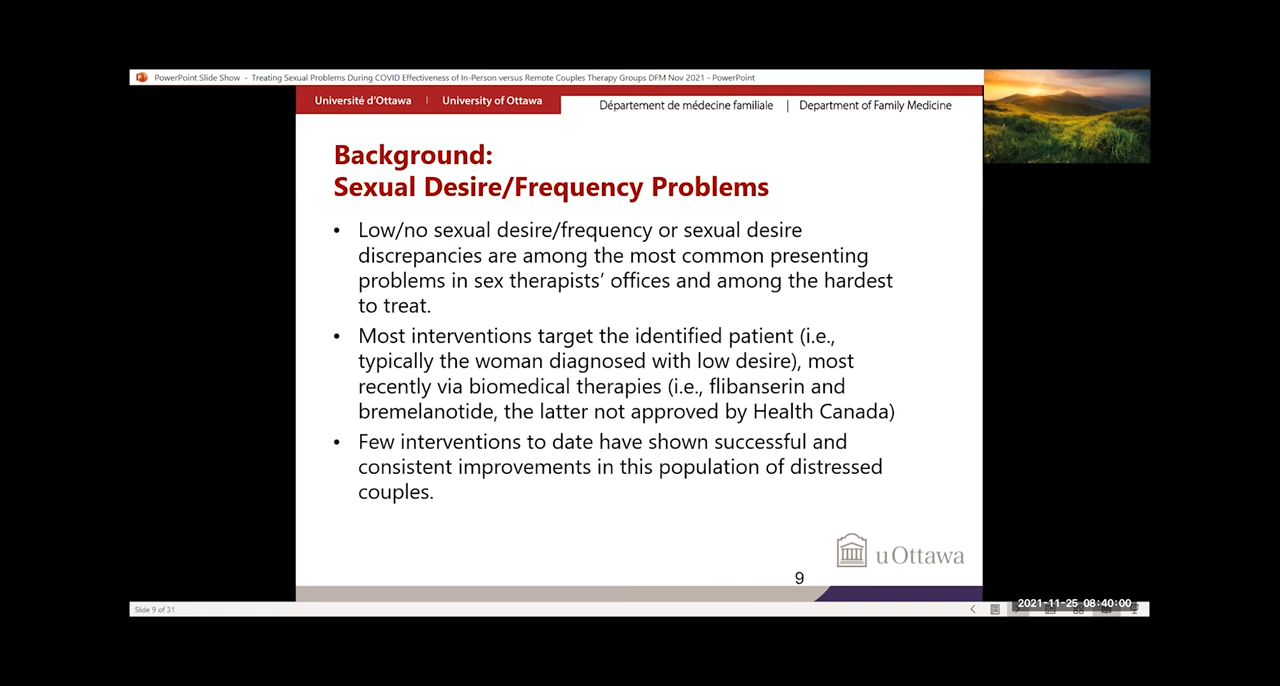 PowerPoint Slide Show - Treating Sexual Problems During COVID Effectiveness of In-Person versus Remote Couples Therapy Groups DFM Nov 2021 - PowerPoint
Université d'Ottawa | University of Ottawa
Département de médecine familiale | Department of Family Medicine
Background:
Sexual Desire/Frequency Problems
• Low/no sexual desire/frequency or sexual desire
discrepancies are among the most common presenting
problems in sex therapists' offices and among the hardest
to treat.
• Most interventions target the identified patient (i.e.,
typically the woman diagnosed with low desire), most
recently via biomedical therapies (i.e., flibanserin and
bremelanotide, the latter not approved by Health Canada)
• Few interventions to date have shown successful and
consistent improvements in this population of distressed
couples.
uOttawa
9
Slide 9 of 31
2021-11-25 08:40:00